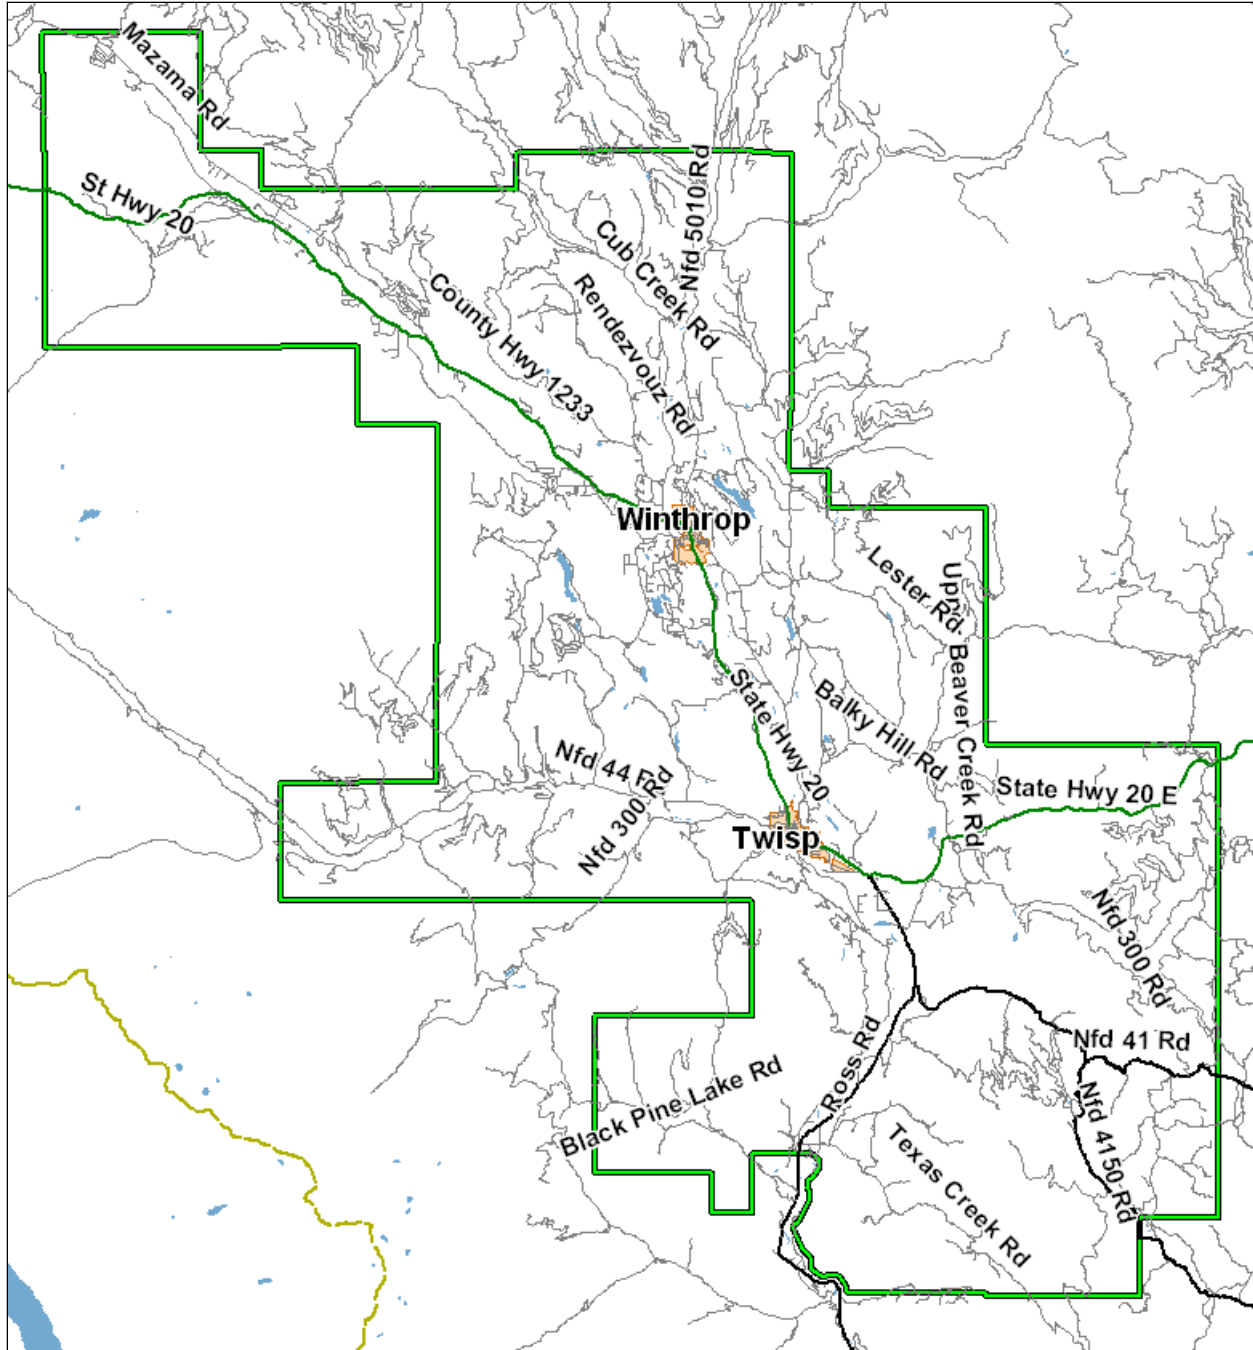 Mazama Rd
St Hwy 20
Nfd 5010 Rd
Cub Creek Rd
County Hwy 1233
Rendezvouz Rd
Winthrop
Lester Rd
Uppr Beaver Creek Rd
State Hwy 20
Balky Hill Rd
Nfd 44 Rd
Nfd 300 Rd
State Hwy 20 E
Twisp
Nfd 300 Rd
Ross Rd
Nfd 41 Rd
Black Pine Lake Rd
Nfd 4150 Rd
Texas Creek Rd